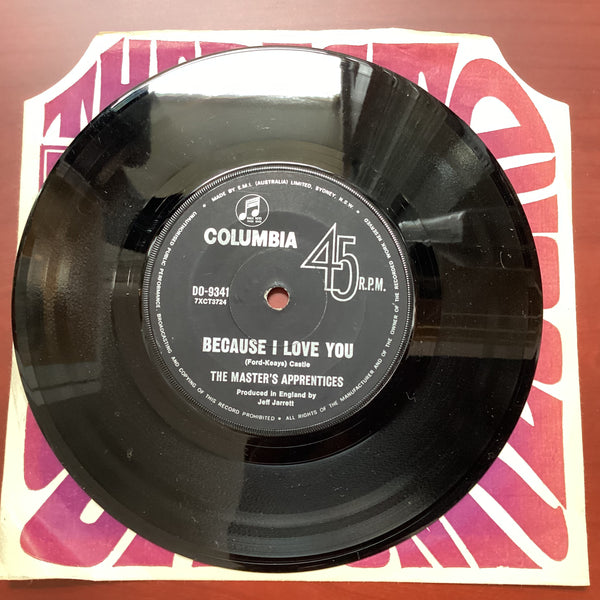 MADE BY E.M.I. (AUSTRALIA) LIMITED, SYDNEY, N.S.W.
COLUMBIA
45 R.P.M.
DO-9341
7XCT3724
BECAUSE I LOVE YOU
(Ford-Keays) Castle
THE MASTER'S APPRENTICES
Produced in England by
Jeff Jarrett
UNAUTHORISED PUBLIC PERFORMANCE, BROADCASTING AND COPYING OF THIS RECORD PROHIBITED * ALL RIGHTS OF THE MANUFACTURER AND OF THE OWNER OF THE RECORDED WORK RESERVED